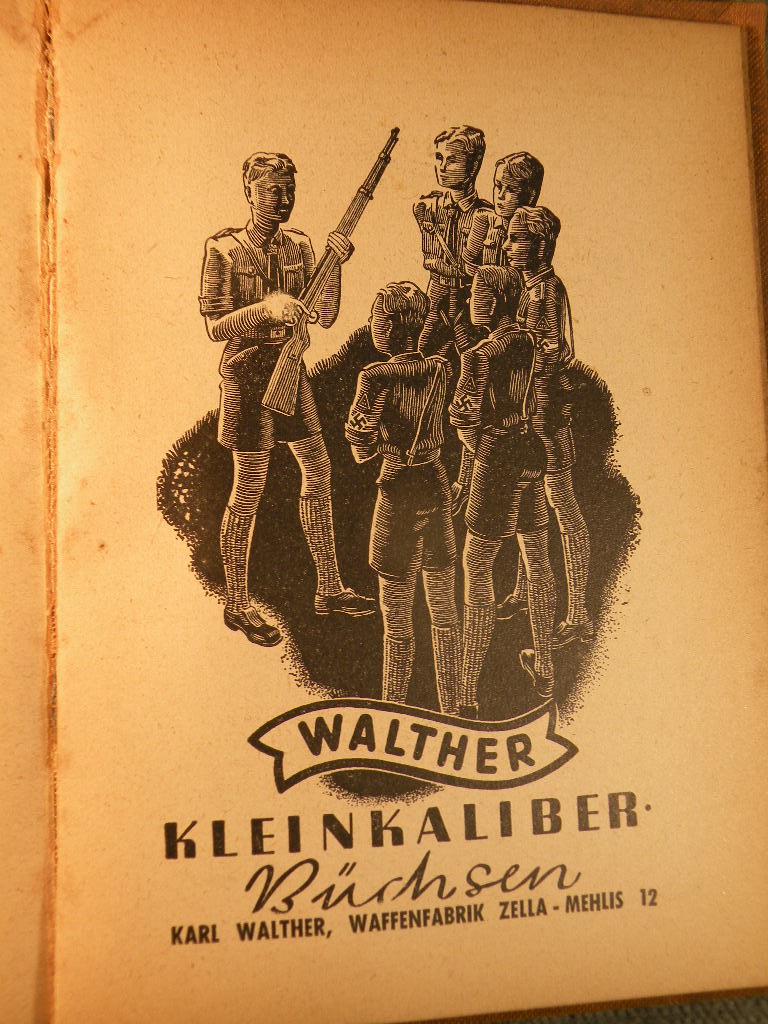 WALTHER
KLEINKALIBER-
Büchsen
KARL WALTHER, WAFFENFABRIK ZELLA-MEHLIS 12